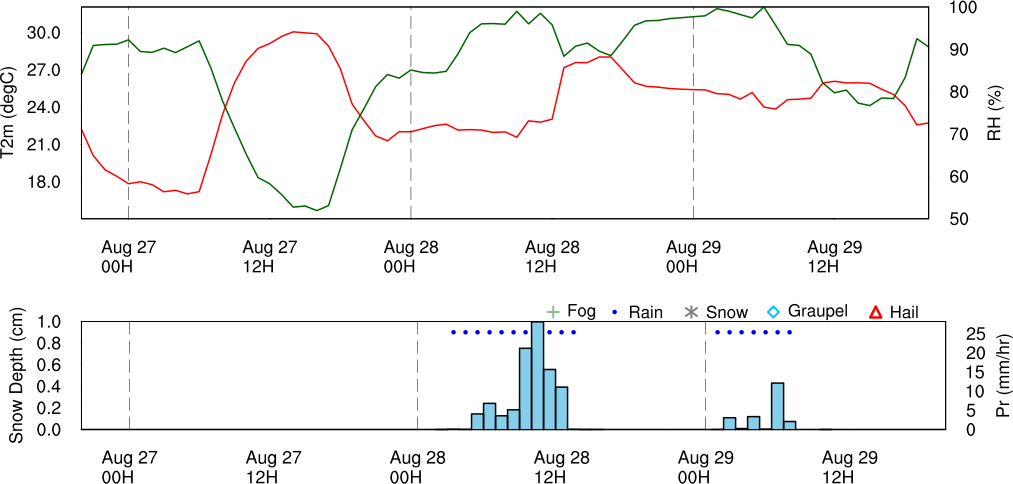 100
30.0
90
27.0
80
24.0
70
21.0
60
18.0
50
T2m (degC)
RH (%)
Aug 27 Aug 27 Aug 28 Aug 28 Aug 29 Aug 29
00H 12H 00H 12H 00H 12H
Fog Rain Snow Graupel Hail
1.0
25
0.8
20
0.6
15
0.4
10
0.2
5
0.0
0
Snow Depth (cm)
Pr (mm/hr)
Aug 27 Aug 27 Aug 28 Aug 28 Aug 29 Aug 29
00H 12H 00H 12H 00H 12H